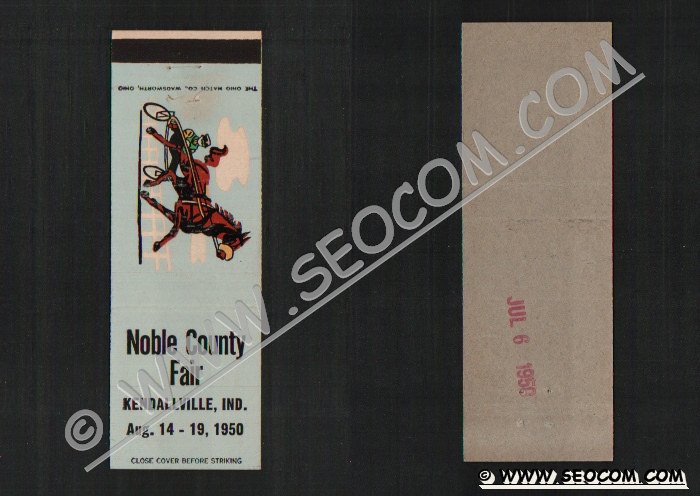 THE OHIO MATCH CO., WADSWORTH, OHIO
Noble County
Fair
KENDALLVILLE, IND.
Aug. 14 - 19, 1950
CLOSE COVER BEFORE STRIKING
JUL 6 1950
© WWW.SEOCOM.COM
© WWW.SEOCOM.COM